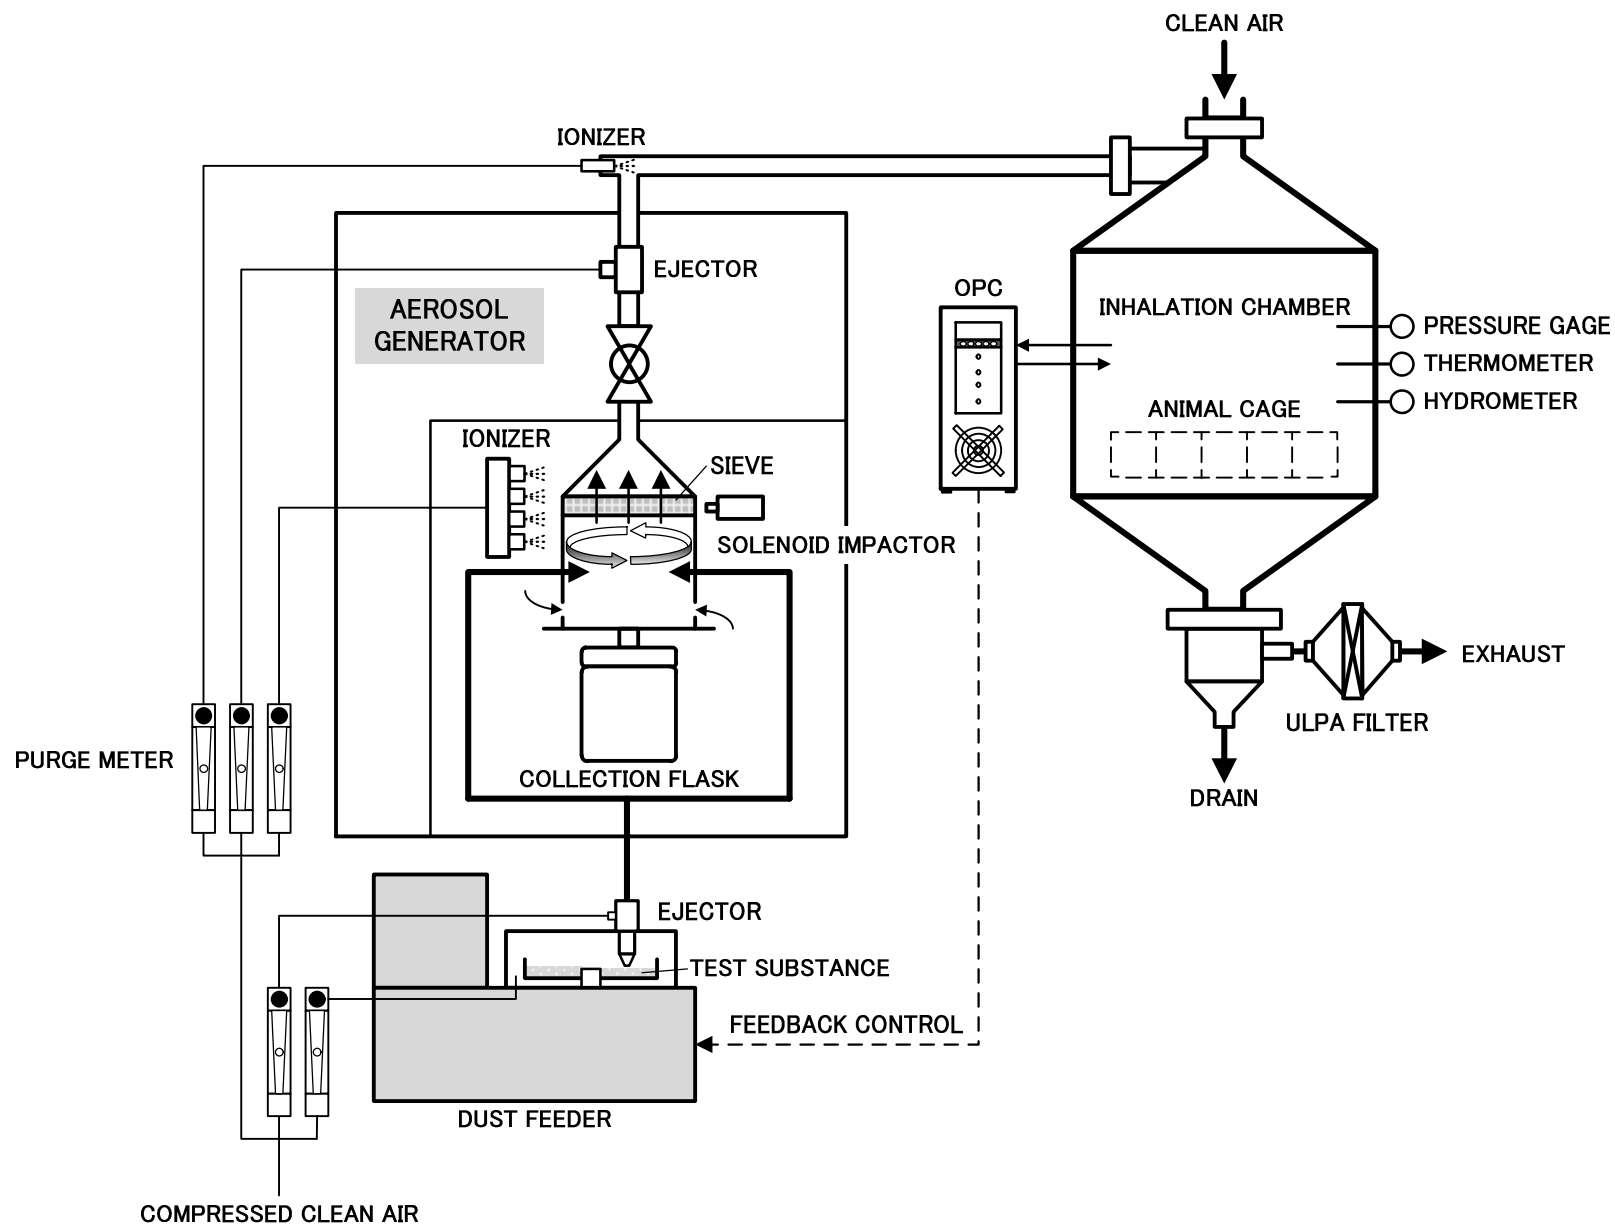 CLEAN AIR
IONIZER
EJECTOR
AEROSOL
GENERATOR
OPC
INHALATION CHAMBER
PRESSURE GAGE
THERMOMETER
HYDROMETER
ANIMAL CAGE
IONIZER
SIEVE
SOLENOID IMPACTOR
EXHAUST
ULPA FILTER
PURGE METER
COLLECTION FLASK
DRAIN
EJECTOR
TEST SUBSTANCE
FEEDBACK CONTROL
DUST FEEDER
COMPRESSED CLEAN AIR